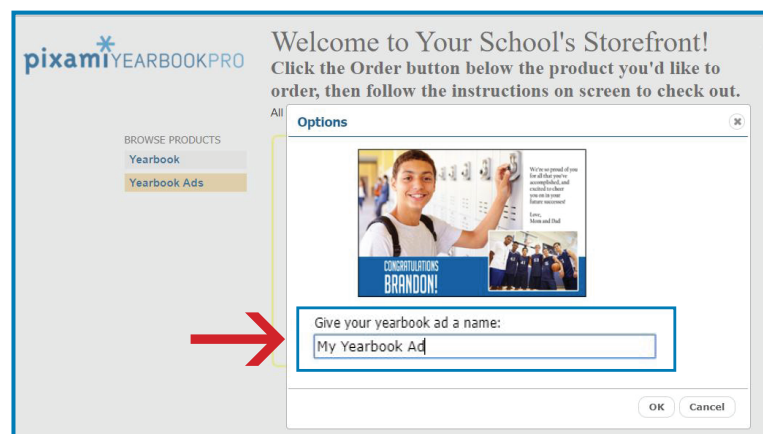 pixami YEARBOOKPRO
Welcome to Your School's Storefront!
Click the Order button below the product you'd like to
order, then follow the instructions on screen to check out.
All
BROWSE PRODUCTS
Yearbook
Yearbook Ads
Options
We're so proud of you
for all that you've
accomplished, and
excited to cheer
you on in your
future successes!
Love,
Mom and Dad
CONGRATULATIONS
BRANDON!
Give your yearbook ad a name:
My Yearbook Ad
OK
Cancel